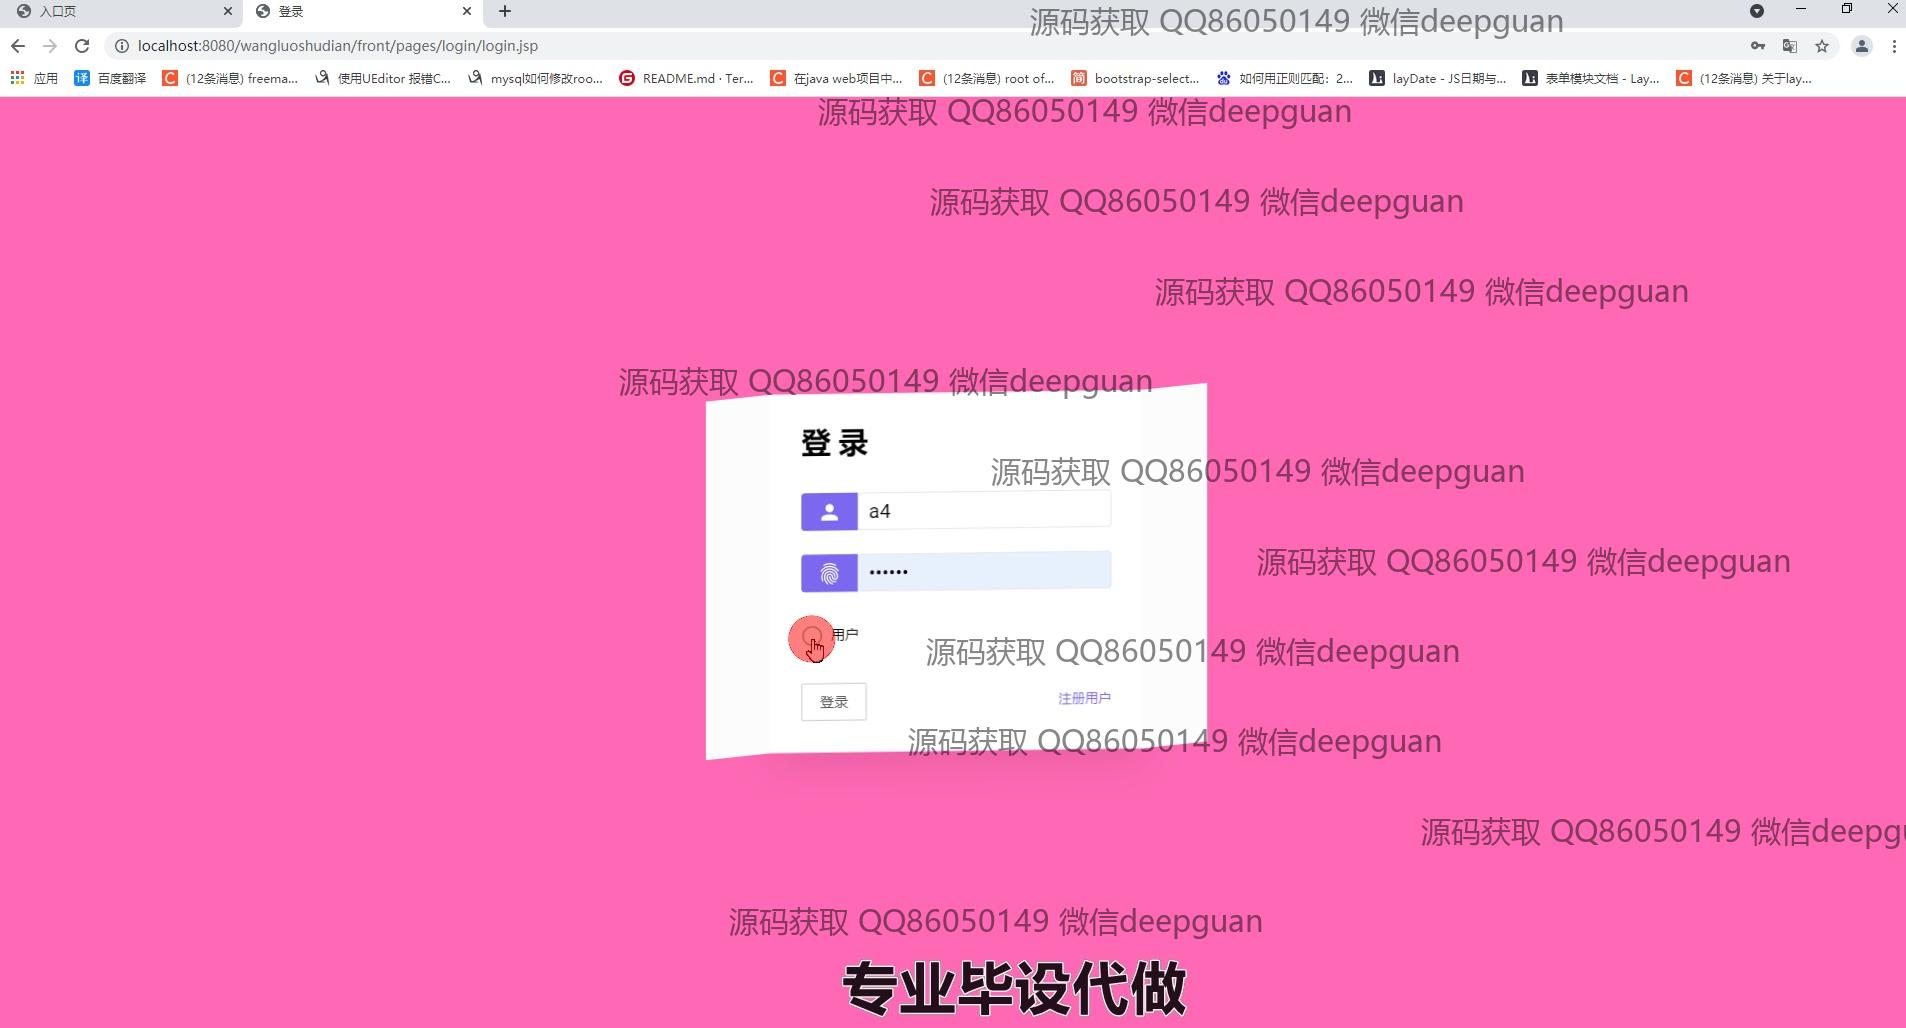 入口页
登录
源码获取 QQ86050149 微信deepguan
localhost:8080/wangluoshudian/front/pages/login/login.jsp
应用 百度翻译 (12条消息) freema... 使用UEditor 报错C... mysql如何修改roo... README.md · Ter... 在java web项目中... (12条消息) root of... bootstrap-select... 如何用正则匹配：2... layDate - JS日期与... 表单模块文档 - Lay... (12条消息) 关于lay...
源码获取 QQ86050149 微信deepguan
源码获取 QQ86050149 微信deepguan
源码获取 QQ86050149 微信deepguan
源码获取 QQ86050149 微信deepguan
登 录
源码获取 QQ86050149 微信deepguan
a4
源码获取 QQ86050149 微信deepguan
••••••
用户
源码获取 QQ86050149 微信deepguan
登录
注册用户
源码获取 QQ86050149 微信deepguan
源码获取 QQ86050149 微信deepgu
源码获取 QQ86050149 微信deepguan
专业毕设代做